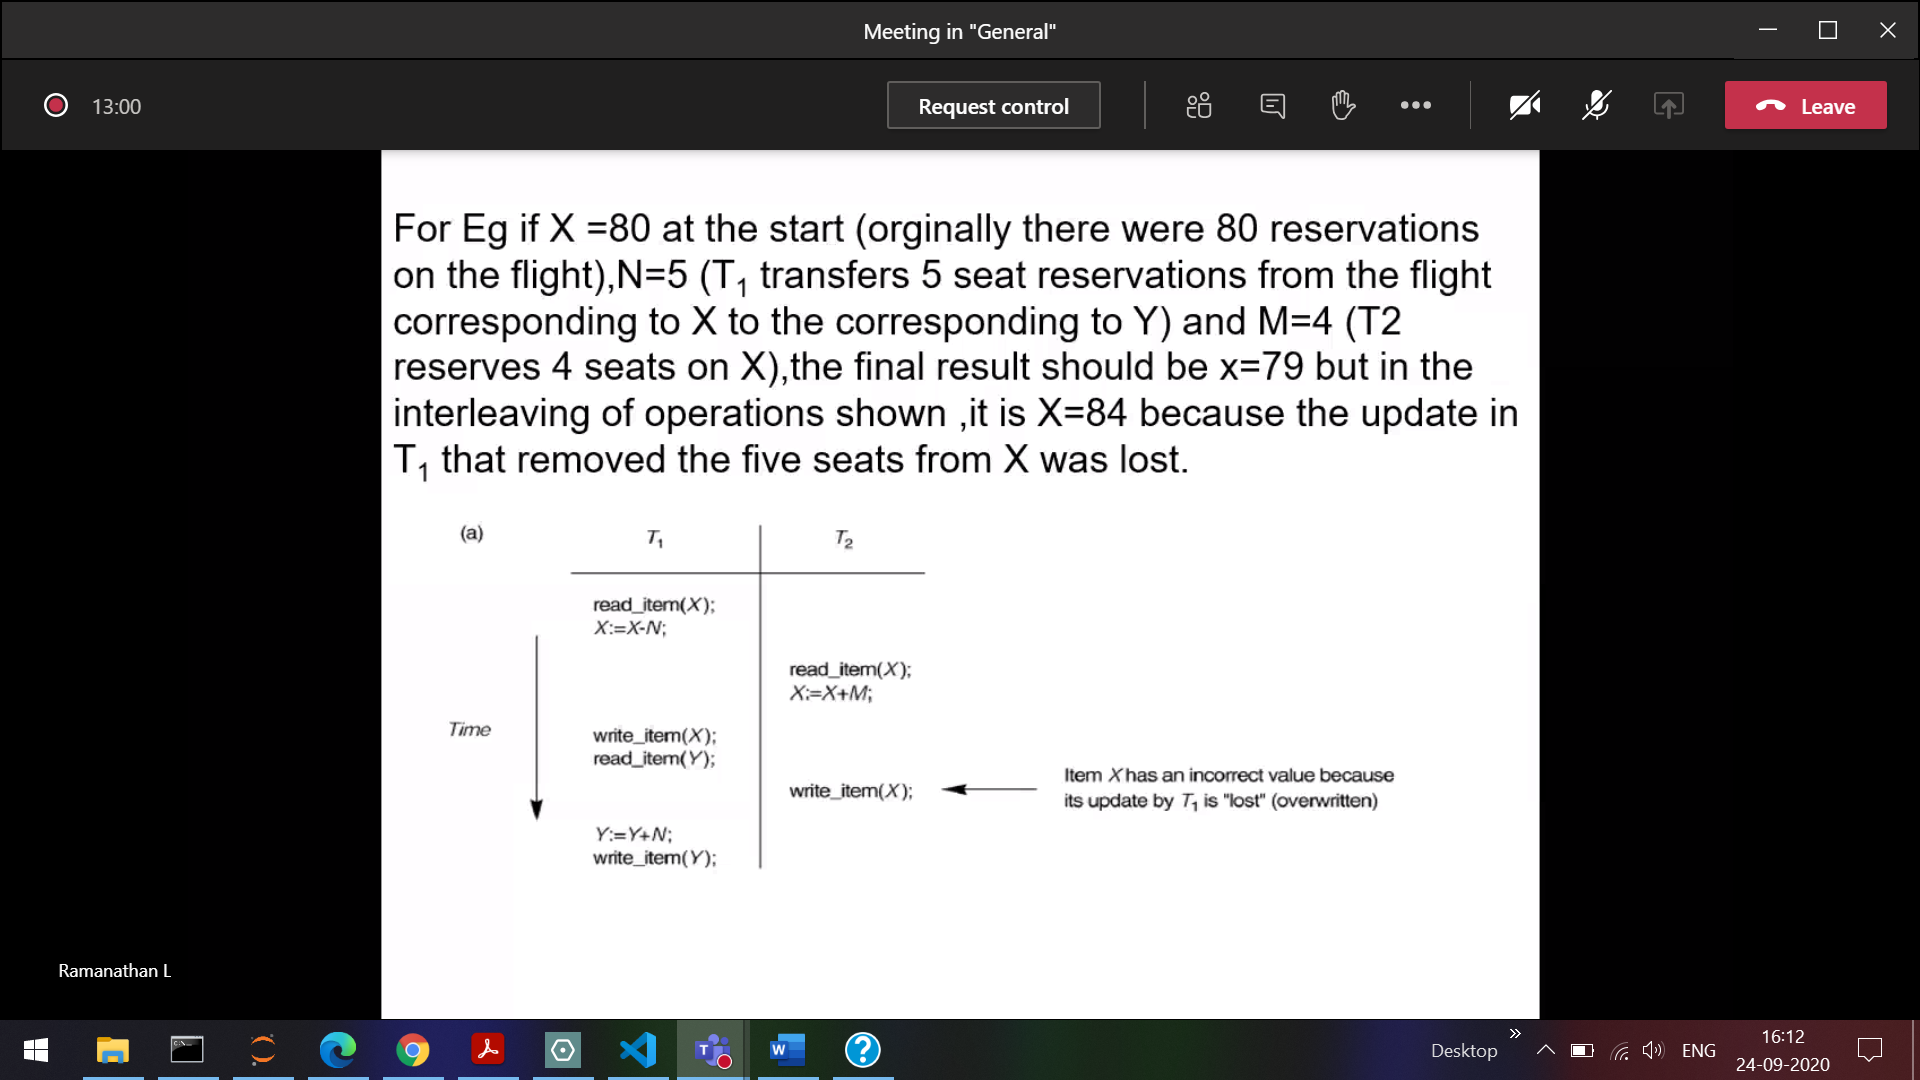 Meeting in "General"
13:00
Request control
Leave
For Eg if X =80 at the start (orginally there were 80 reservations
on the flight),N=5 (T₁ transfers 5 seat reservations from the flight
corresponding to X to the corresponding to Y) and M=4 (T2
reserves 4 seats on X),the final result should be x=79 but in the
interleaving of operations shown ,it is X=84 because the update in
T₁ that removed the five seats from X was lost.
(a)
T₁
T₂
read_item(X);
X:=X-N;
read_item(X);
X:=X+M;
Time
write_item(X);
read_item(Y);
write_item(X);
Item X has an incorrect value because
its update by T₁ is "lost" (overwritten)
Y:=Y+N;
write_item(Y);
Ramanathan L
Desktop
ENG
16:12
24-09-2020